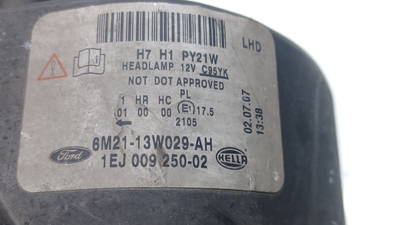 H7 H1 PY21W
LHD
HEADLAMP 12V C95YK
NOT DOT APPROVED
PL
1 HR HC E1 17.5
01 00 00
2105
02.07.07
13:38
Ford
6M21-13W029-AH
1EJ 009 250-02
HELLA